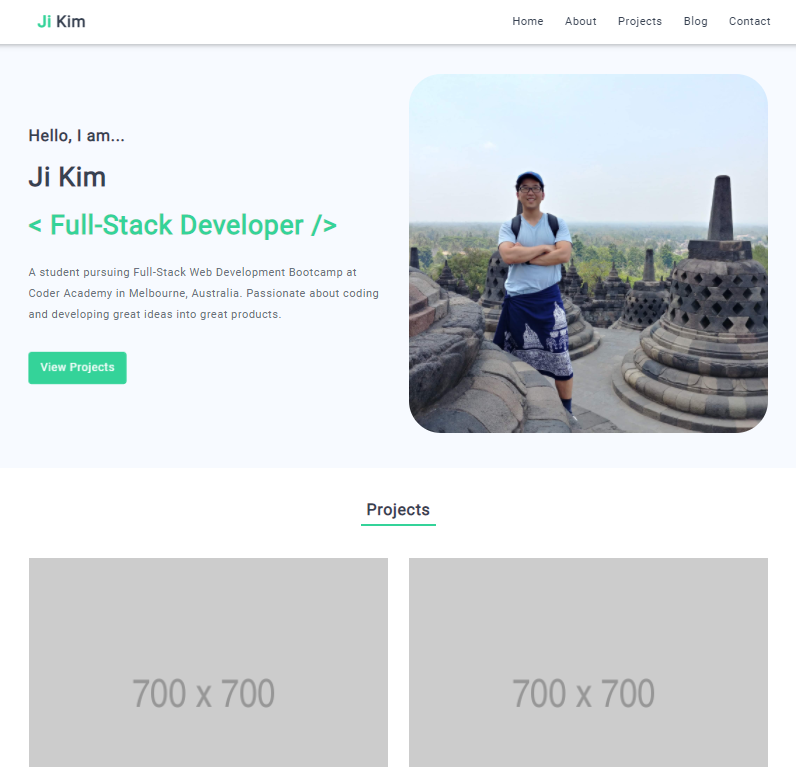 Ji Kim
Home About Projects Blog Contact
Hello, I am...
Ji Kim
< Full-Stack Developer />
A student pursuing Full-Stack Web Development Bootcamp at
Coder Academy in Melbourne, Australia. Passionate about coding
and developing great ideas into great products.
View Projects
Projects
700 x 700
700 x 700